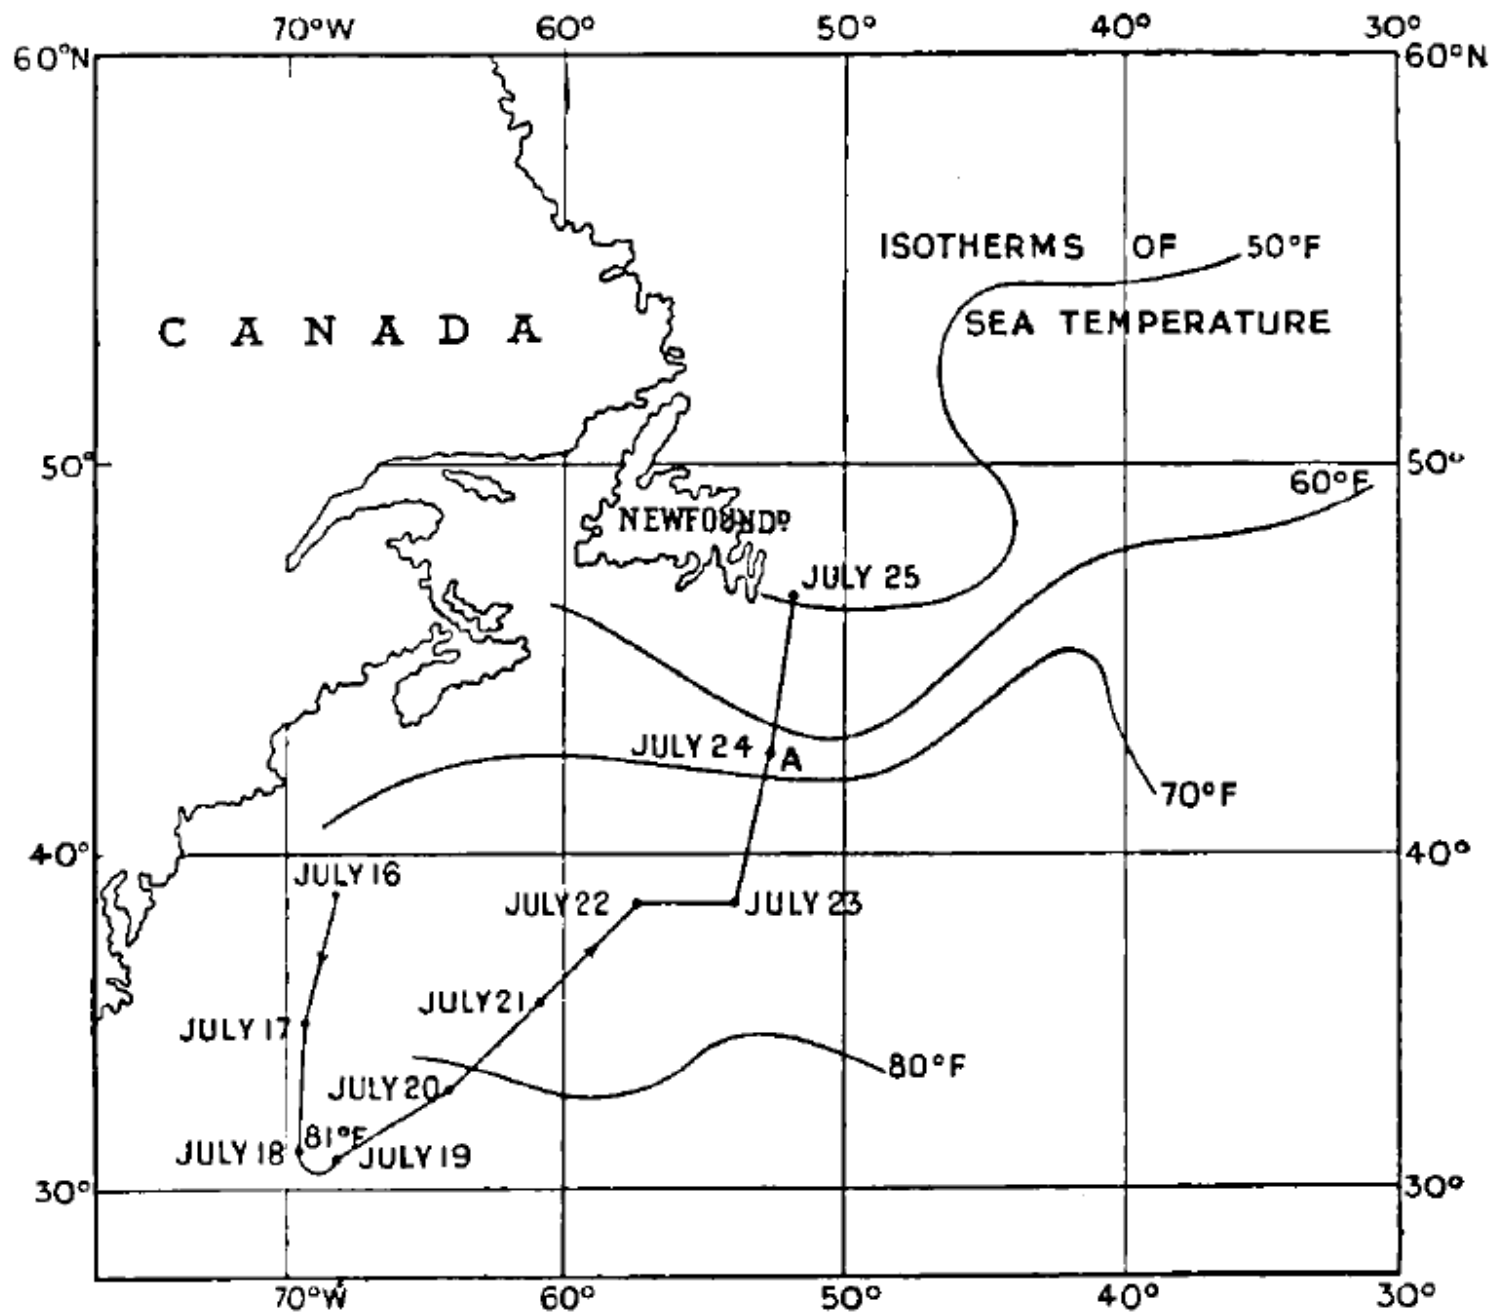 70°W 60° 50° 40° 30°
60°N 60°N
ISOTHERMS OF 50°F
CANADA SEA TEMPERATURE
50° 50°
60°F
NEWFOUNDD
JULY 25
JULY 24 A
70°F
40° 40°
JULY 16
JULY 22 JULY 23
JULY 21
JULY 17
80°F
JULY 20
81°F
JULY 18 JULY 19
30° 30°
70°W 60° 50° 40° 30°